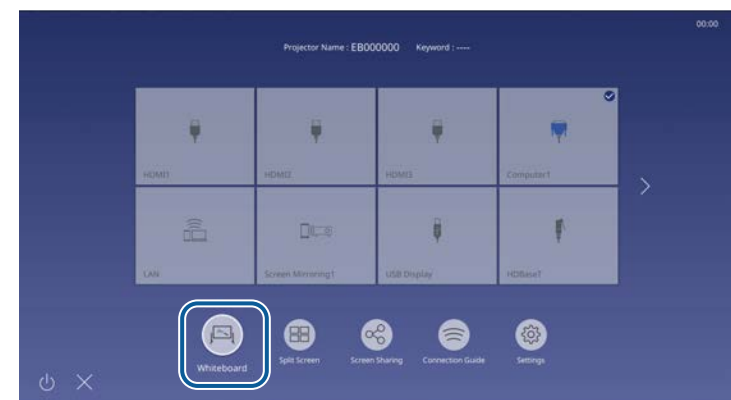 00:00
Projector Name : EB000000 Keyword : ----
HDMI1 HDMI2 HDMI3 Computer1
LAN Screen Mirroring1 USB Display HDBaseT
Whiteboard Split Screen Screen Sharing Connection Guide Settings